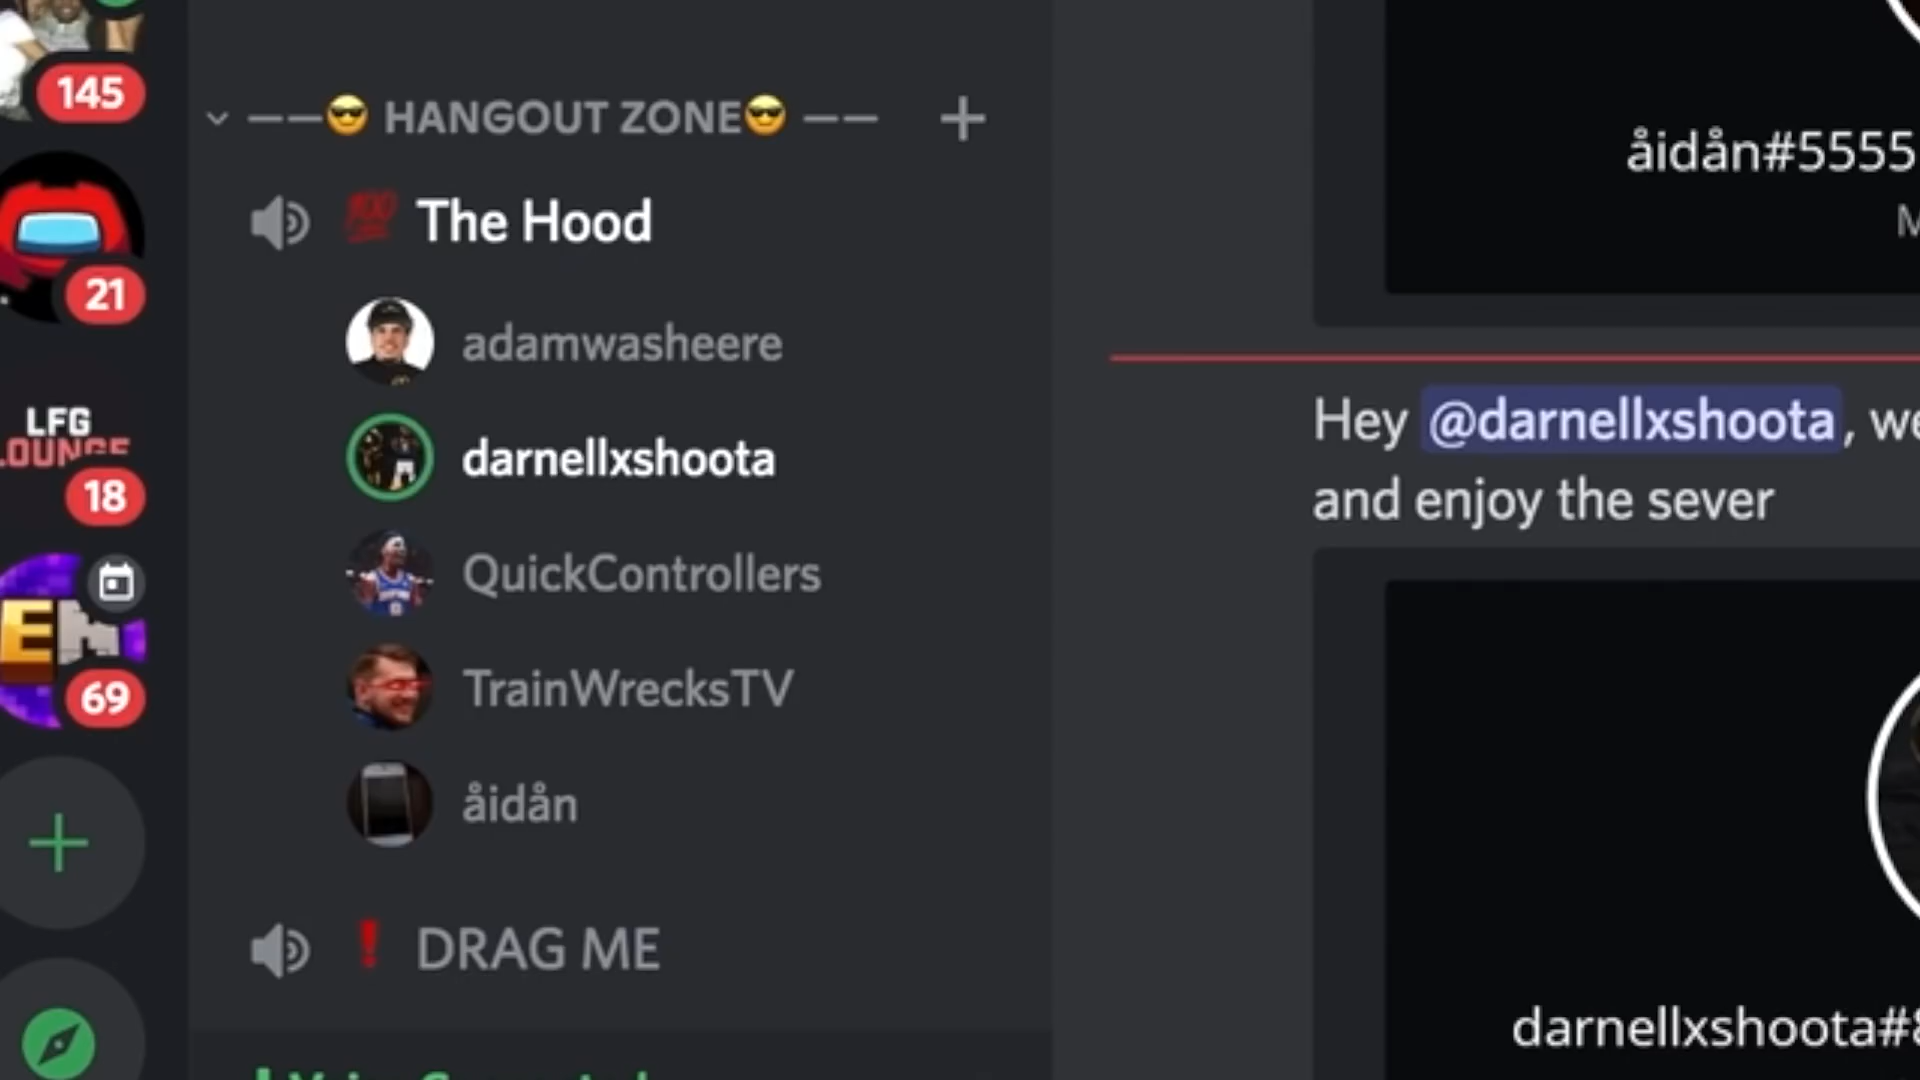 145
21
LFG
LOUNGE
18
E
69
——😎 HANGOUT ZONE😎 ——
💯 The Hood
adamwasheere
darnellxshoota
QuickControllers
TrainWrecksTV
åidån
❗ DRAG ME
åidån#5555
Hey @darnellxshoota, we
and enjoy the sever
darnellxshoota#8